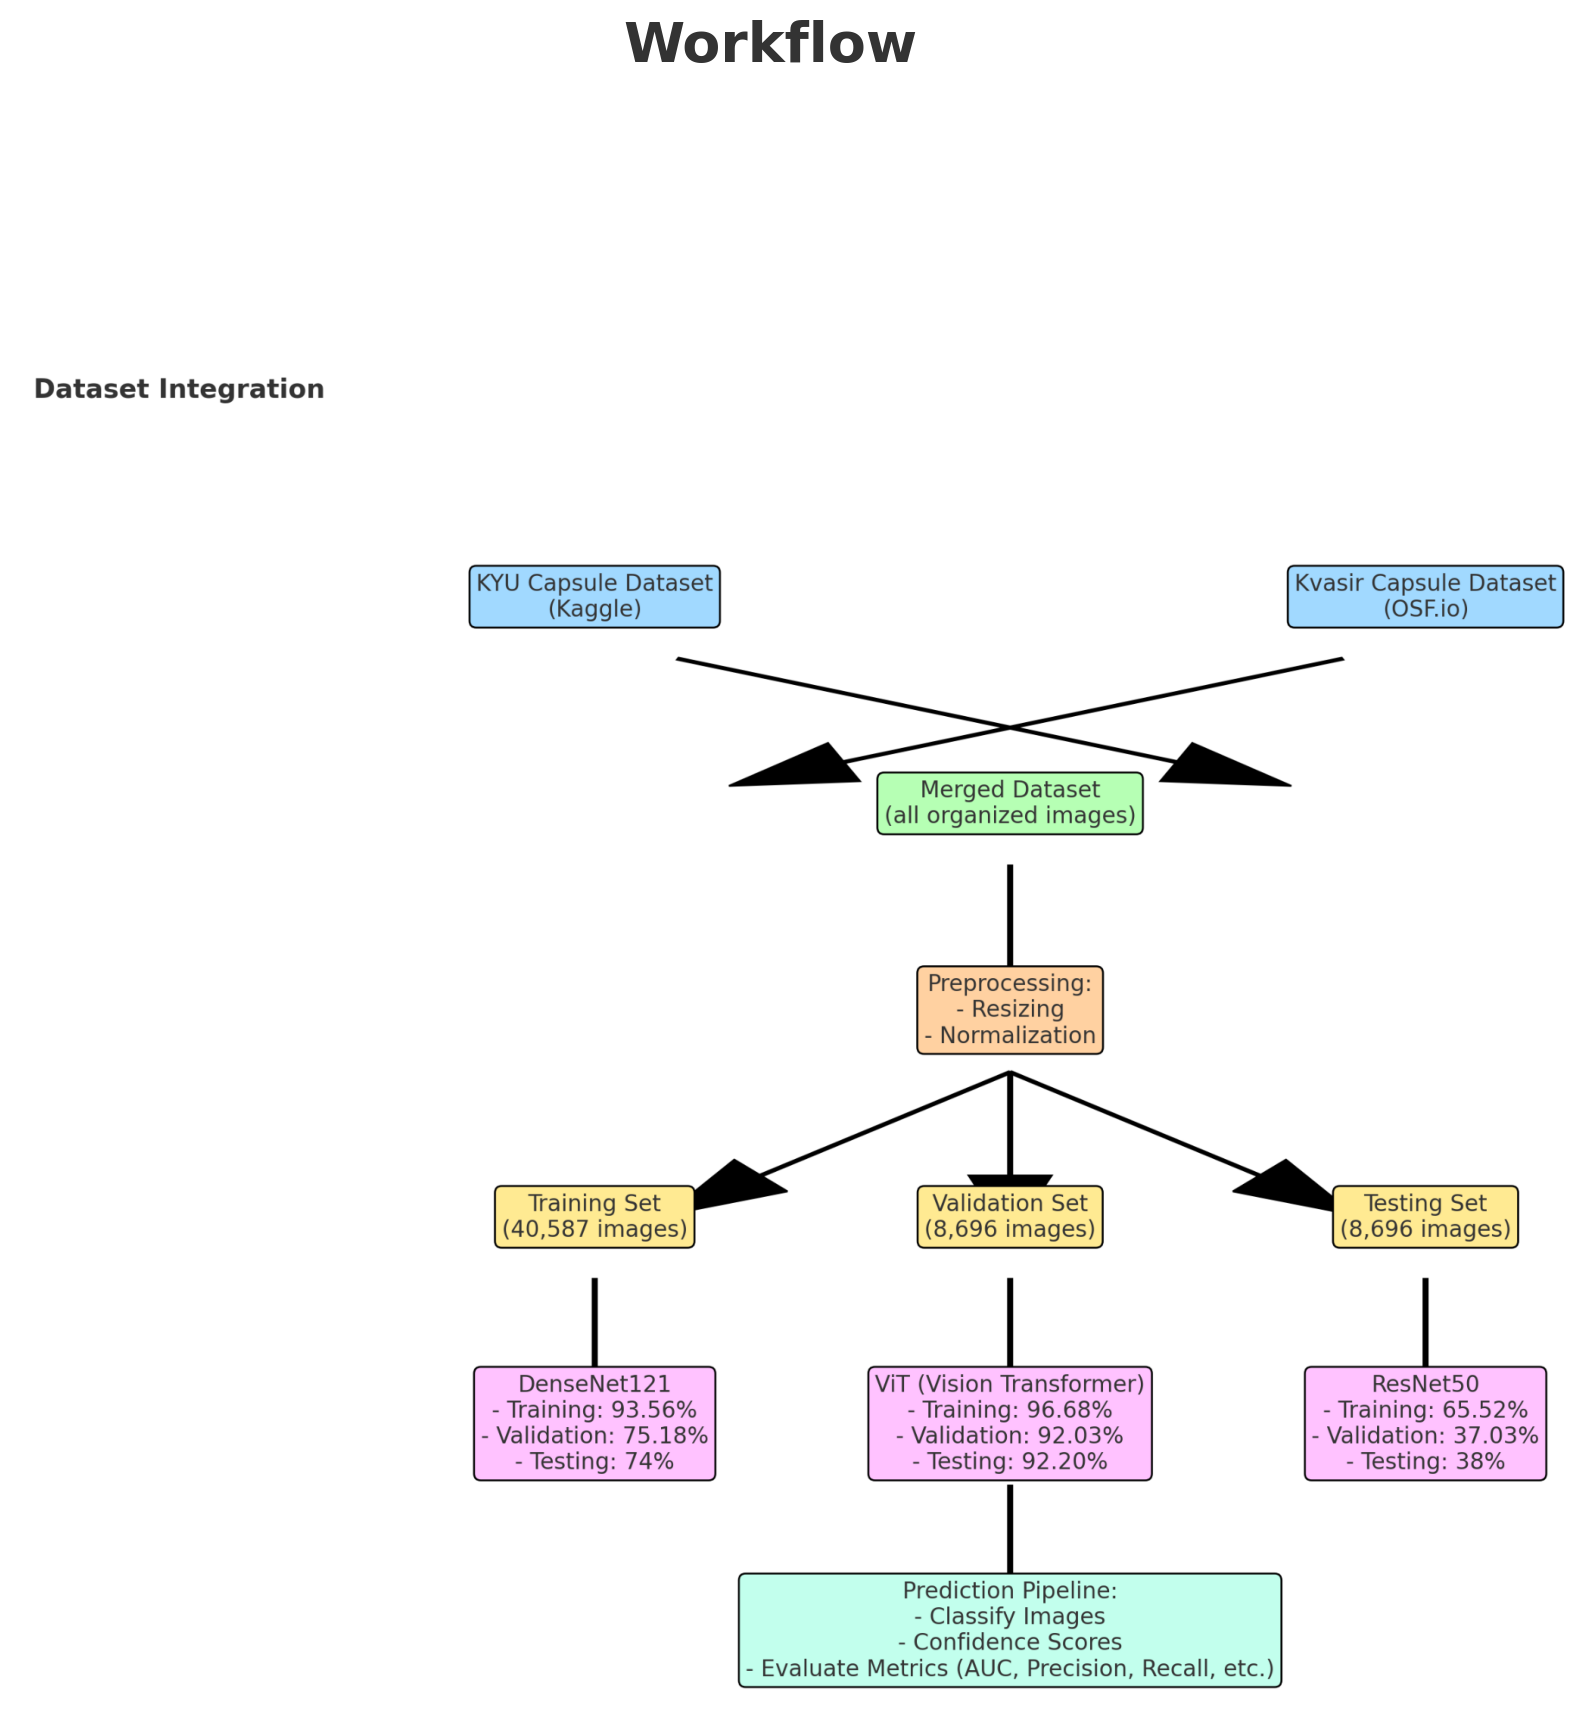 Workflow
Dataset Integration
KYU Capsule Dataset
(Kaggle)
Kvasir Capsule Dataset
(OSF.io)
Merged Dataset
(all organized images)
Preprocessing:
- Resizing
- Normalization
Training Set
(40,587 images)
Validation Set
(8,696 images)
Testing Set
(8,696 images)
DenseNet121
- Training: 93.56%
- Validation: 75.18%
- Testing: 74%
ViT (Vision Transformer)
- Training: 96.68%
- Validation: 92.03%
- Testing: 92.20%
ResNet50
- Training: 65.52%
- Validation: 37.03%
- Testing: 38%
Prediction Pipeline:
- Classify Images
- Confidence Scores
- Evaluate Metrics (AUC, Precision, Recall, etc.)